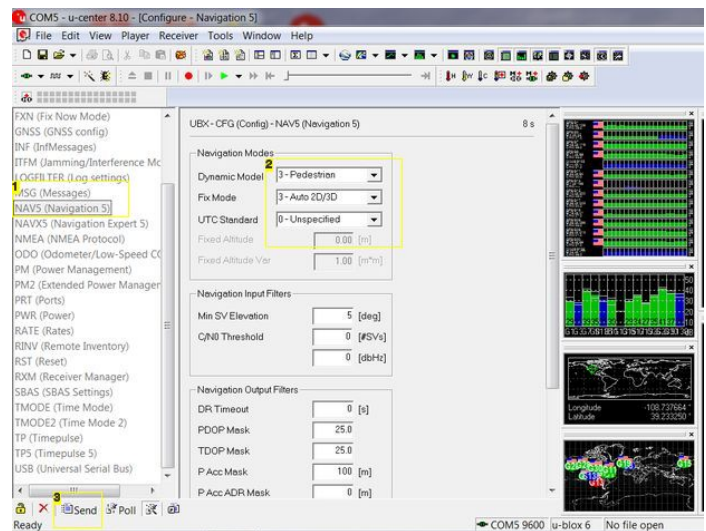 COM5 - u-center 8.10 - [Configure - Navigation 5]
File Edit View Player Receiver Tools Window Help
FXN (Fix Now Mode)
GNSS (GNSS config)
INF (InfMessages)
ITFM (Jamming/Interference Mc
LOGFILTER (Log settings)
1
MSG (Messages)
NAV5 (Navigation 5)
NAVX5 (Navigation Expert 5)
NMEA (NMEA Protocol)
ODO (Odometer/Low-Speed CO
PM (Power Management)
PM2 (Extended Power Manager
PRT (Ports)
PWR (Power)
RATE (Rates)
RINV (Remote Inventory)
RST (Reset)
RXM (Receiver Manager)
SBAS (SBAS Settings)
TMODE (Time Mode)
TMODE2 (Time Mode 2)
TP (Timepulse)
TP5 (Timepulse 5)
USB (Universal Serial Bus)
UBX - CFG (Config) - NAV5 (Navigation 5) 8 s
Navigation Modes
2
Dynamic Model 3 - Pedestrian
Fix Mode 3 - Auto 2D/3D
UTC Standard 0 - Unspecified
Fixed Altitude 0.00 [m]
Fixed Altitude Var 1.00 [m*m]
Navigation Input Filters
Min SV Elevation 5 [deg]
C/N0 Threshold 0 [#SVs]
0 [dbHz]
Navigation Output Filters
DR Timeout 0 [s]
PDOP Mask 25.0
TDOP Mask 25.0
P Acc Mask 100 [m]
P Acc ADR Mask 0 [m]
Longitude -108.737664 °
Latitude 39.233250 °
3
Send Poll
Ready COM5 9600 u-blox 6 No file open